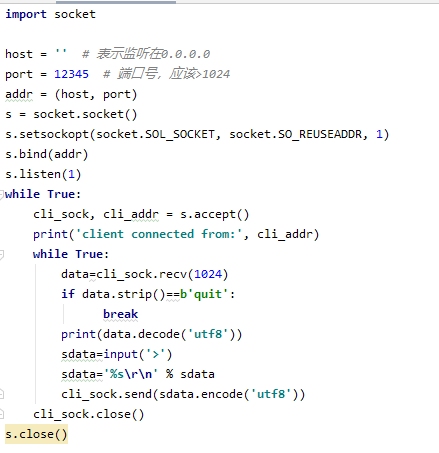 import socket
host = ''  # 表示监听在0.0.0.0
port = 12345  # 端口号，应该>1024
addr = (host, port)
s = socket.socket()
s.setsockopt(socket.SOL_SOCKET, socket.SO_REUSEADDR, 1)
s.bind(addr)
s.listen(1)
while True:
    cli_sock, cli_addr = s.accept()
    print('client connected from:', cli_addr)
    while True:
        data=cli_sock.recv(1024)
        if data.strip()==b'quit':
              break
        print(data.decode('utf8'))
        sdata=input('>')
        sdata='%s\r\n' % sdata
        cli_sock.send(sdata.encode('utf8'))
    cli_sock.close()
s.close()